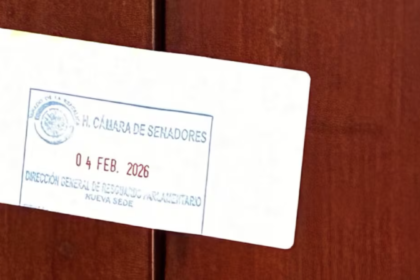 H. CÁMARA DE SENADORES
04 FEB. 2026
DIRECCIÓN GENERAL DE RESGUARDO PARLAMENTARIO
NUEVA SEDE